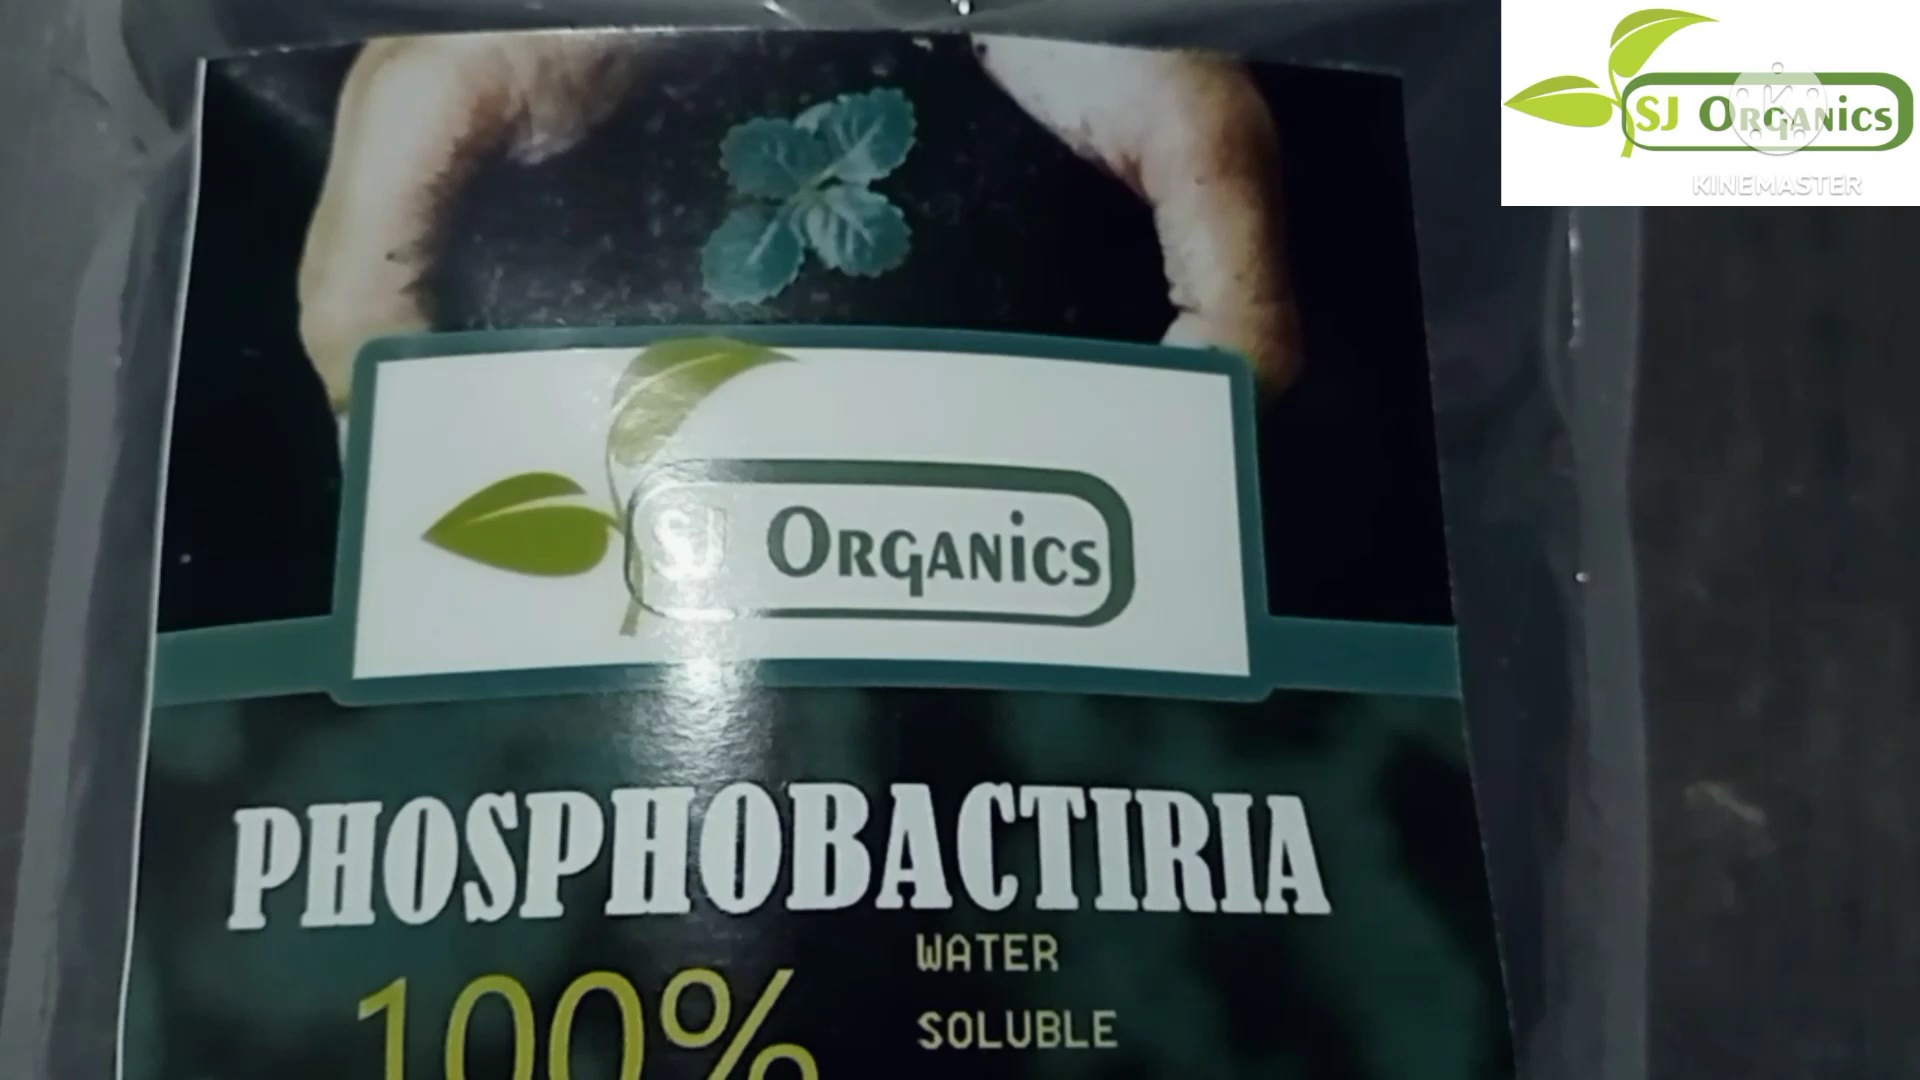 SJ ORGANiCS
KINEMASTER
SJ ORGANiCS
PHOSPHOBACTIRIA
100%
WATER
SOLUBLE